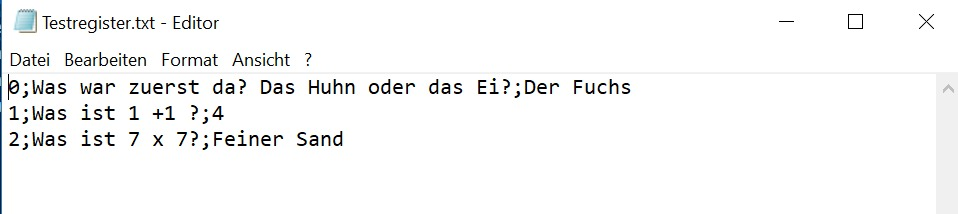 Testregister.txt - Editor
Datei Bearbeiten Format Ansicht ?
0;Was war zuerst da? Das Huhn oder das Ei?;Der Fuchs
1;Was ist 1 +1 ?;4
2;Was ist 7 x 7?;Feiner Sand